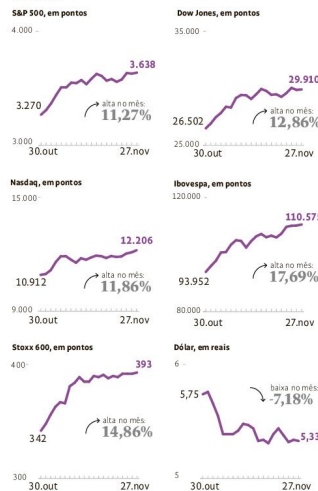 S&P 500, em pontos
4.000
3.638
3.270
alta no mês:
11,27%
3.000
30.out
27.nov
Dow Jones, em pontos
35.000
29.910
26.502
alta no mês:
12,86%
25.000
30.out
27.nov
Nasdaq, em pontos
15.000
12.206
10.912
alta no mês:
11,86%
9.000
30.out
27.nov
Ibovespa, em pontos
120.000
110.575
93.952
alta no mês:
17,69%
80.000
30.out
27.nov
Stoxx 600, em pontos
400
393
342
alta no mês:
14,86%
300
30.out
27.nov
Dólar, em reais
6
5,75
baixa no mês:
-7,18%
5,33
5
30.out
27.nov